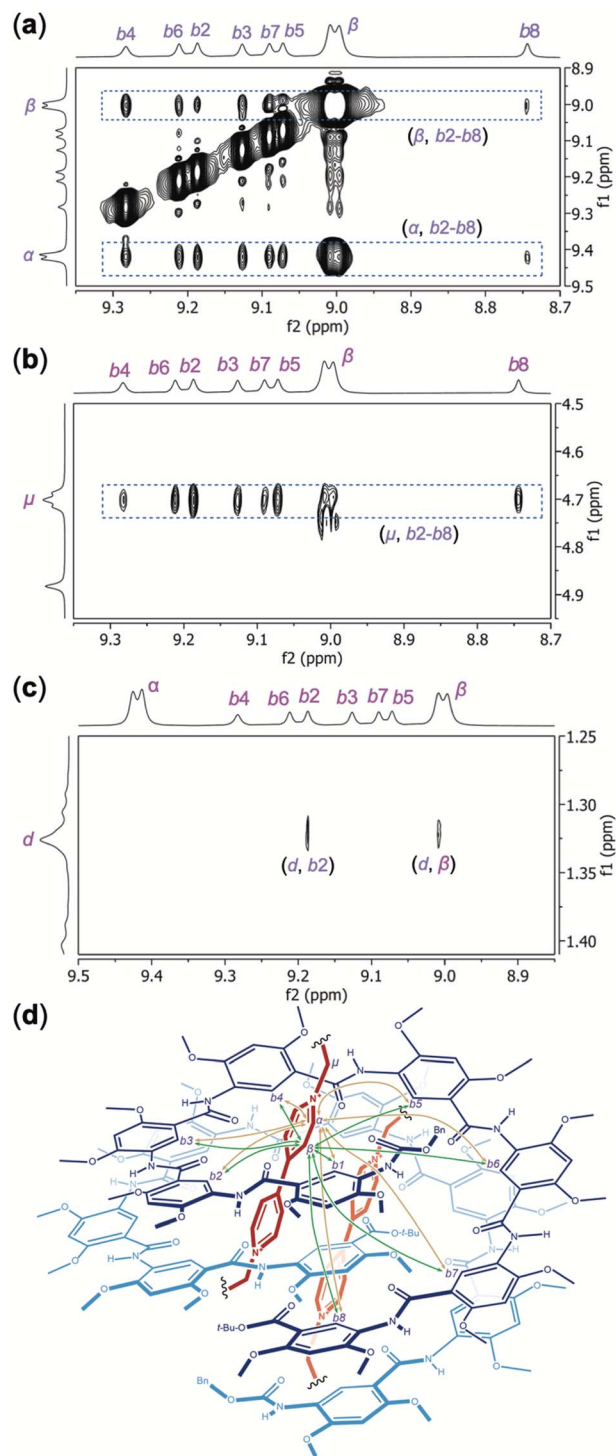 (a)
b4 b6 b2 b3 b7 b5 β b8
β
α
(β, b2-b8)
(α, b2-b8)
8.9
9.0
9.1
9.2
9.3
9.4
9.5
f1 (ppm)
9.3 9.2 9.1 9.0 8.9 8.8 8.7
f2 (ppm)
(b)
b4 b6 b2 b3 b7 b5 β b8
μ
(μ, b2-b8)
4.5
4.6
4.7
4.8
4.9
f1 (ppm)
9.3 9.2 9.1 9.0 8.9 8.8 8.7
f2 (ppm)
(c)
α b4 b6 b2 b3 b7 b5 β
d
(d, b2) (d, β)
1.25
1.30
1.35
1.40
f1 (ppm)
9.5 9.4 9.3 9.2 9.1 9.0 8.9
f2 (ppm)
(d)
μ
b4
b5
b3
β
b1
b2
b6
b7
b8
O-t-Bu
t-Bu
Bn
Bn